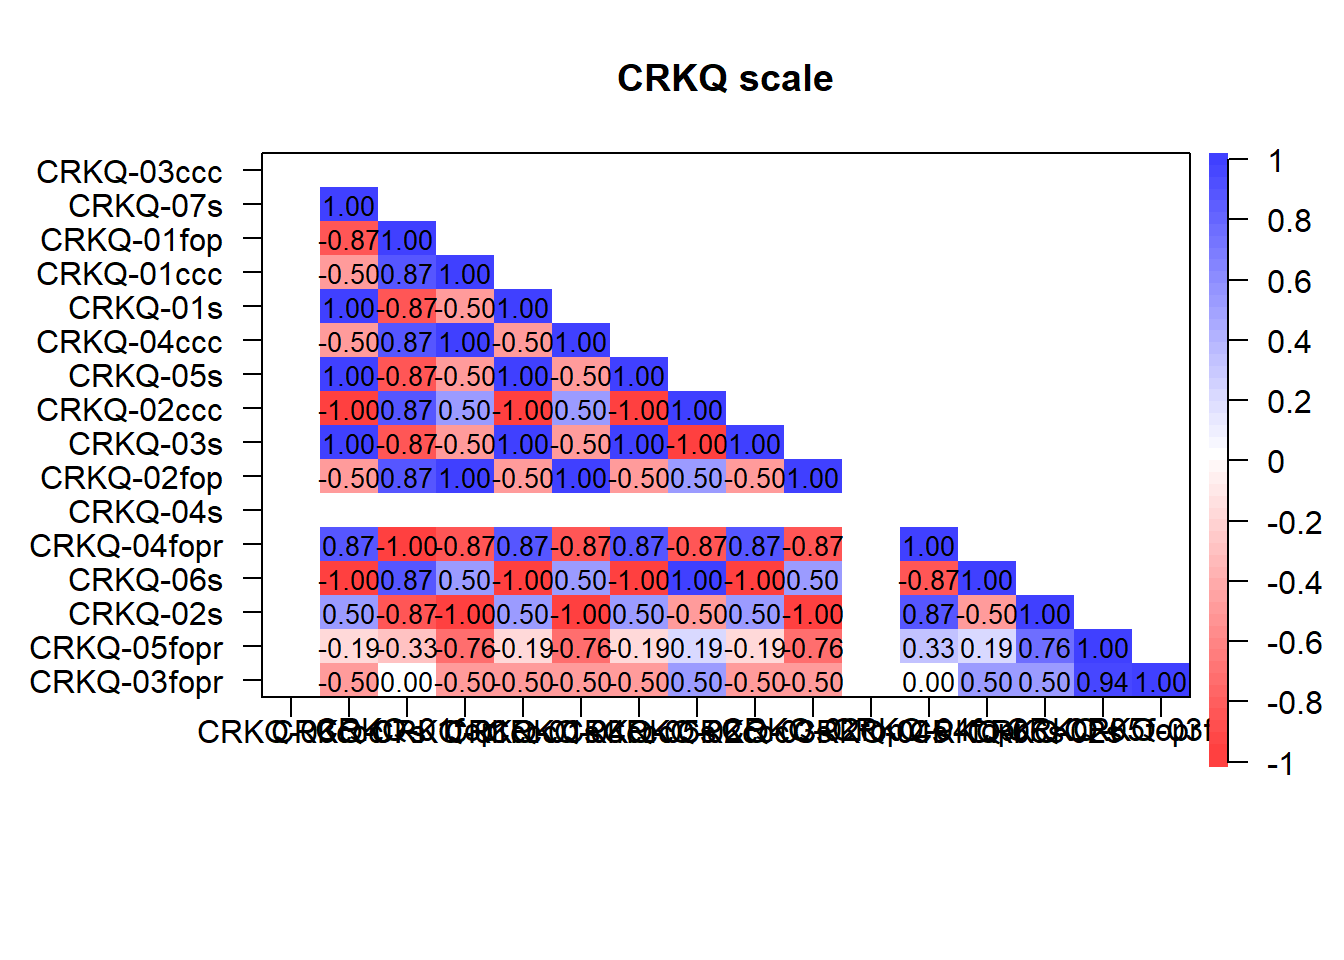 CRKQ scale
CRKQ-03ccc
CRKQ-07s 1.00
CRKQ-01fop -0.87 1.00
CRKQ-01ccc -0.50 0.87 1.00
CRKQ-01s 1.00 -0.87 -0.50 1.00
CRKQ-04ccc -0.50 0.87 1.00 -0.50 1.00
CRKQ-05s 1.00 -0.87 -0.50 1.00 -0.50 1.00
CRKQ-02ccc -1.00 0.87 0.50 -1.00 0.50 -1.00 1.00
CRKQ-03s 1.00 -0.87 -0.50 1.00 -0.50 1.00 -1.00 1.00
CRKQ-02fop -0.50 0.87 1.00 -0.50 1.00 -0.50 0.50 -0.50 1.00
CRKQ-04s
CRKQ-04fopr 0.87 -1.00 -0.87 0.87 -0.87 0.87 -0.87 0.87 -0.87 1.00
CRKQ-06s -1.00 0.87 0.50 -1.00 0.50 -1.00 1.00 -1.00 0.50 -0.87 1.00
CRKQ-02s 0.50 -0.87 -1.00 0.50 -1.00 0.50 -0.50 0.50 -1.00 0.87 -0.50 1.00
CRKQ-05fopr -0.19 -0.33 -0.76 -0.19 -0.76 -0.19 0.19 -0.19 -0.76 0.33 0.19 0.76 1.00
CRKQ-03fopr -0.50 0.00 -0.50 -0.50 -0.50 -0.50 0.50 -0.50 -0.50 0.00 0.50 0.50 0.94 1.00
1
0.8
0.6
0.4
0.2
0
-0.2
-0.4
-0.6
-0.8
-1